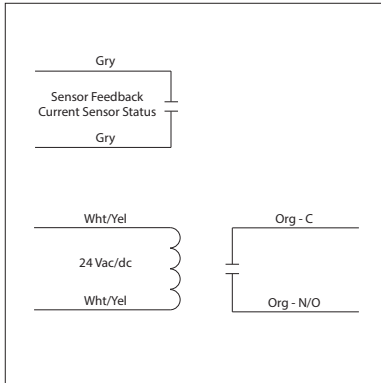 Gry
Sensor Feedback
Current Sensor Status
Gry
Wht/Yel
Org - C
24 Vac/dc
Wht/Yel
Org - N/O